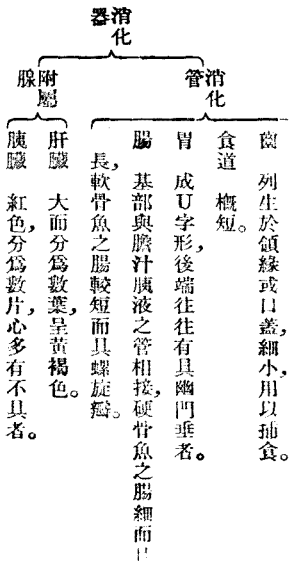 消化器
消化管
齒　列生於頜緣或口蓋，細小，用以捕食。
食道　概短。
胃　成U字形，後端往往有具幽門垂者。
腸　基部與膽汁胰液之管相接，硬骨魚之腸細而且
長，軟骨魚之腸較短而具螺旋瓣。
附屬腺
肝臟　大而分爲數葉，呈黃褐色。
胰臟　紅色，分爲數片，亦多有不具者。